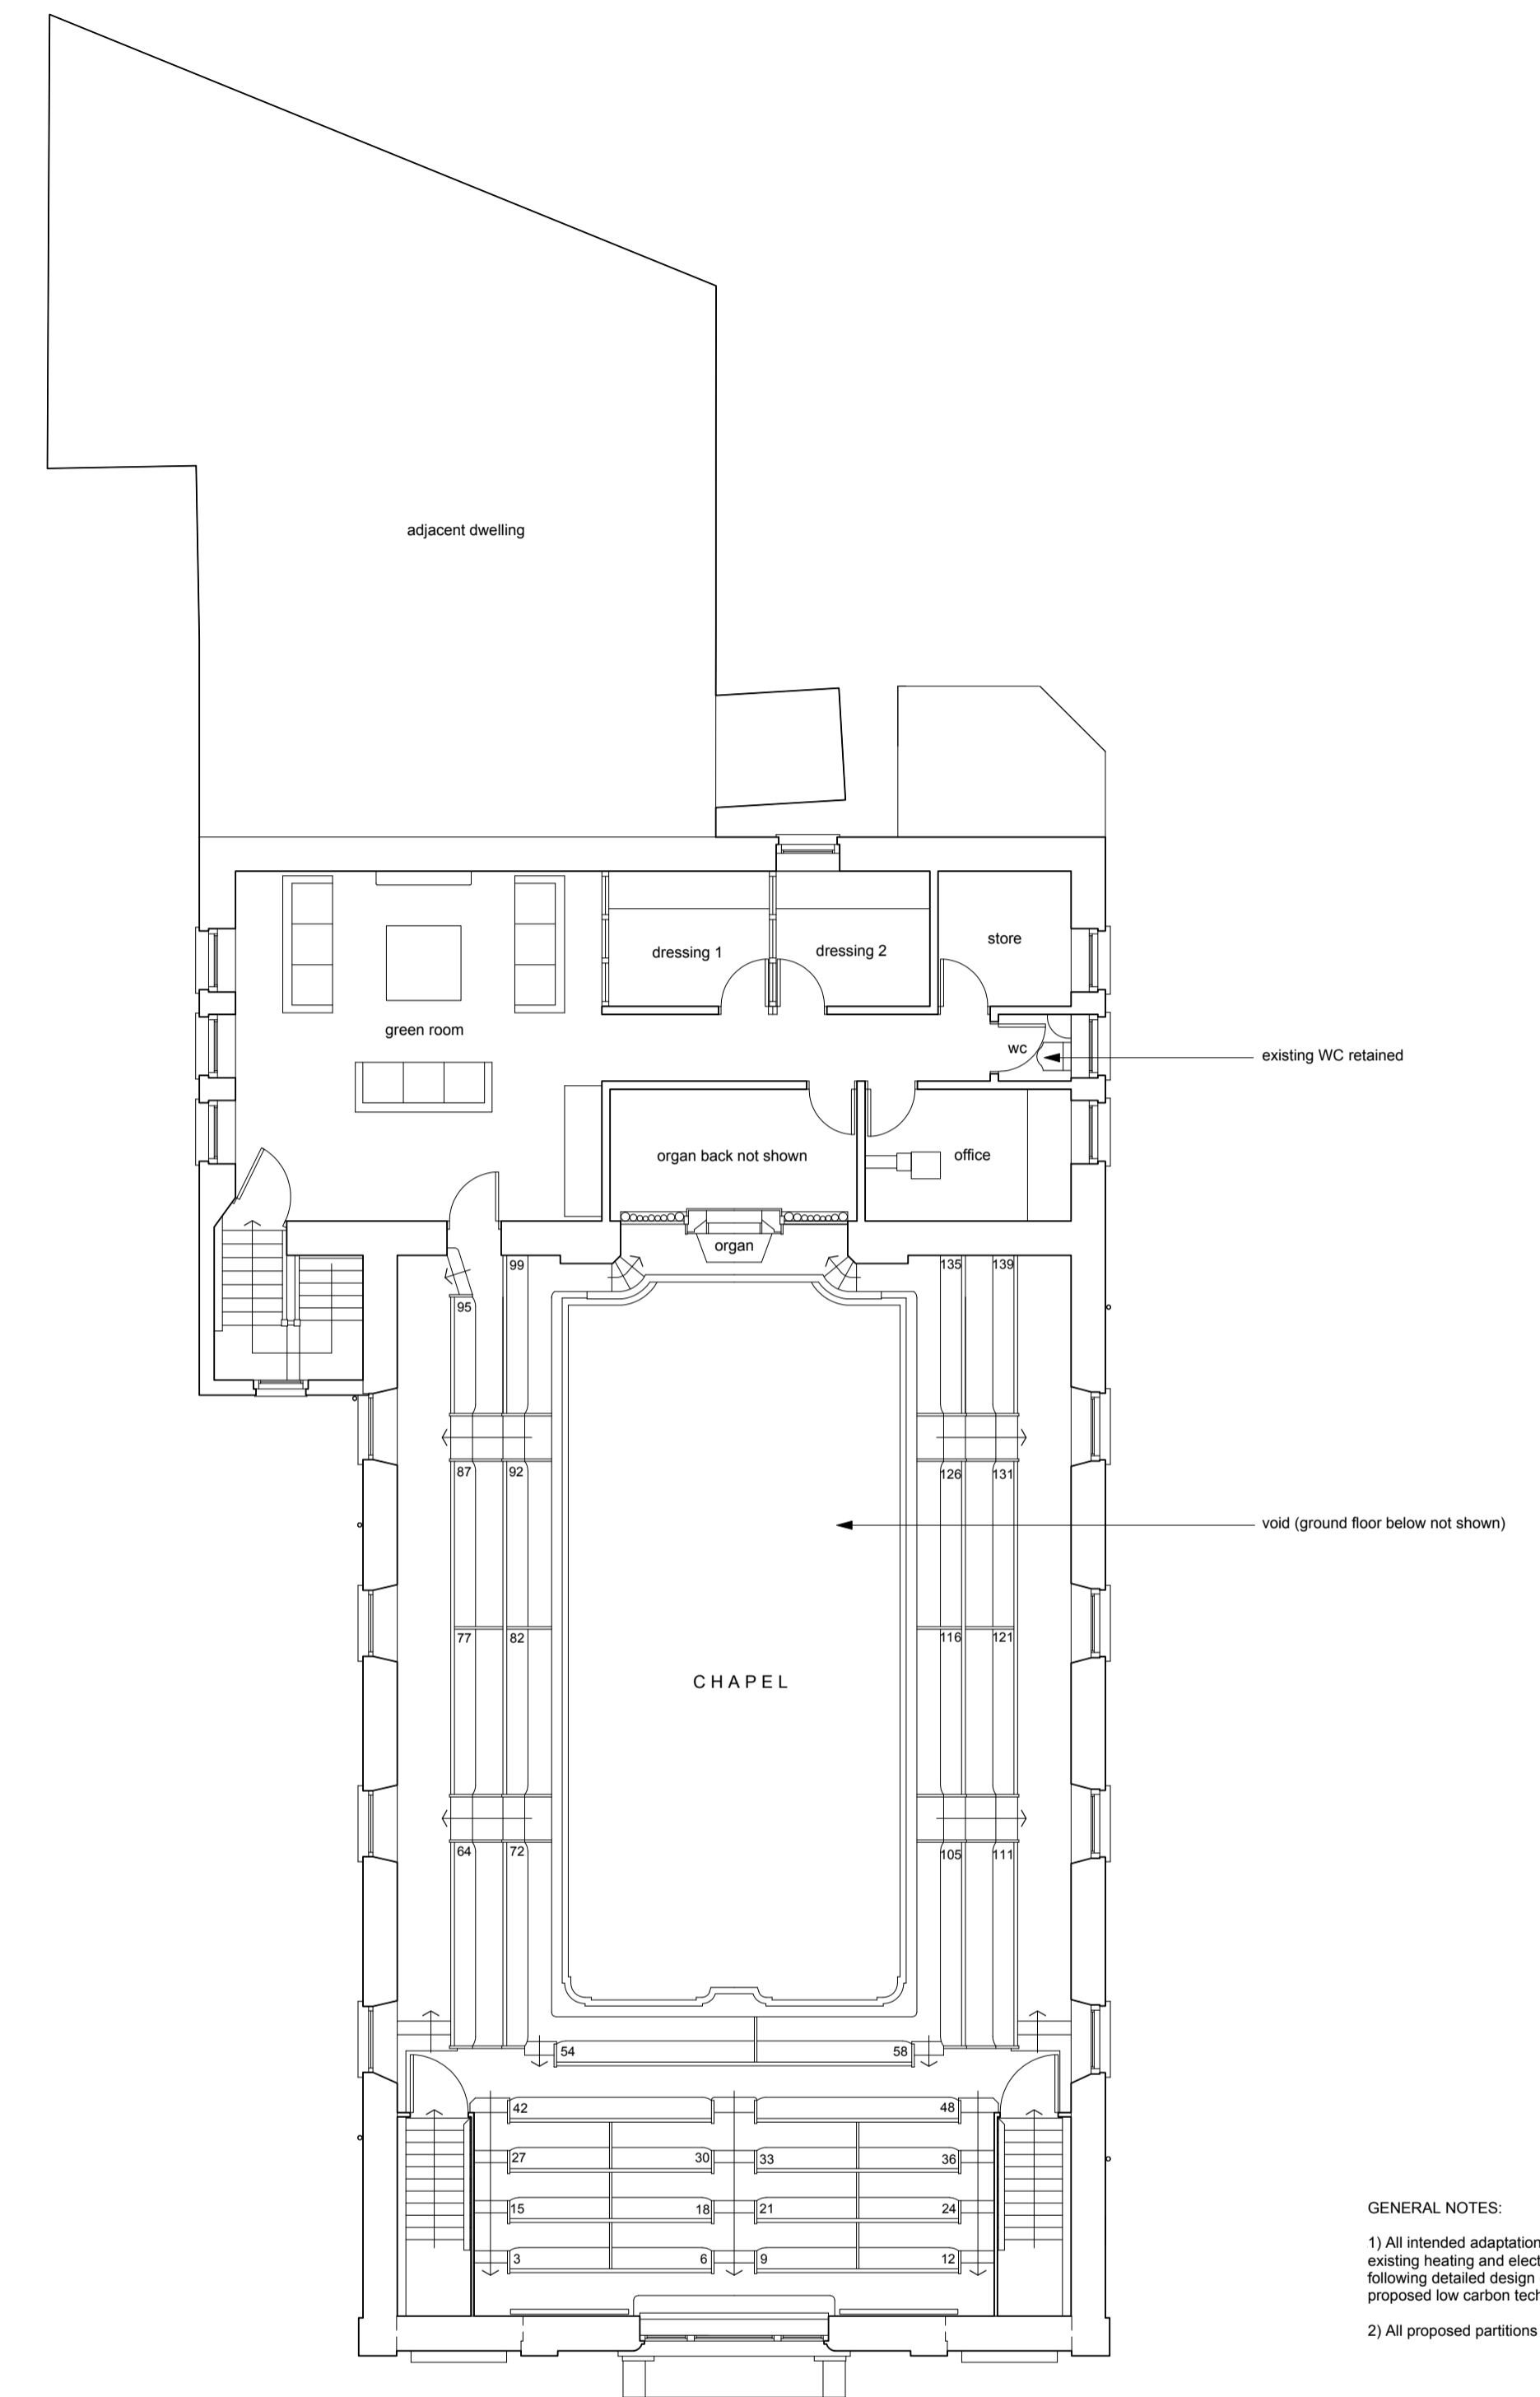 adjacent dwelling
store
dressing 1
dressing 2
green room
wc
existing WC retained
organ back not shown
office
organ
99
135
139
95
87
92
126
131
void (ground floor below not shown)
77
82
116
121
CHAPEL
64
72
105
111
54
58
42
48
27
30
33
36
15
18
21
24
3
6
9
12
GENERAL NOTES:
1) All intended adaptation
existing heating and elect
following detailed design
proposed low carbon tech
2) All proposed partitions